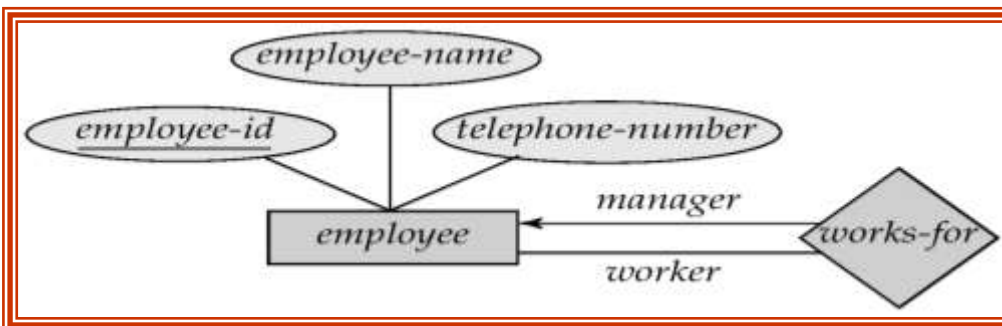 employee-name
employee-id
telephone-number
manager
employee
works-for
worker